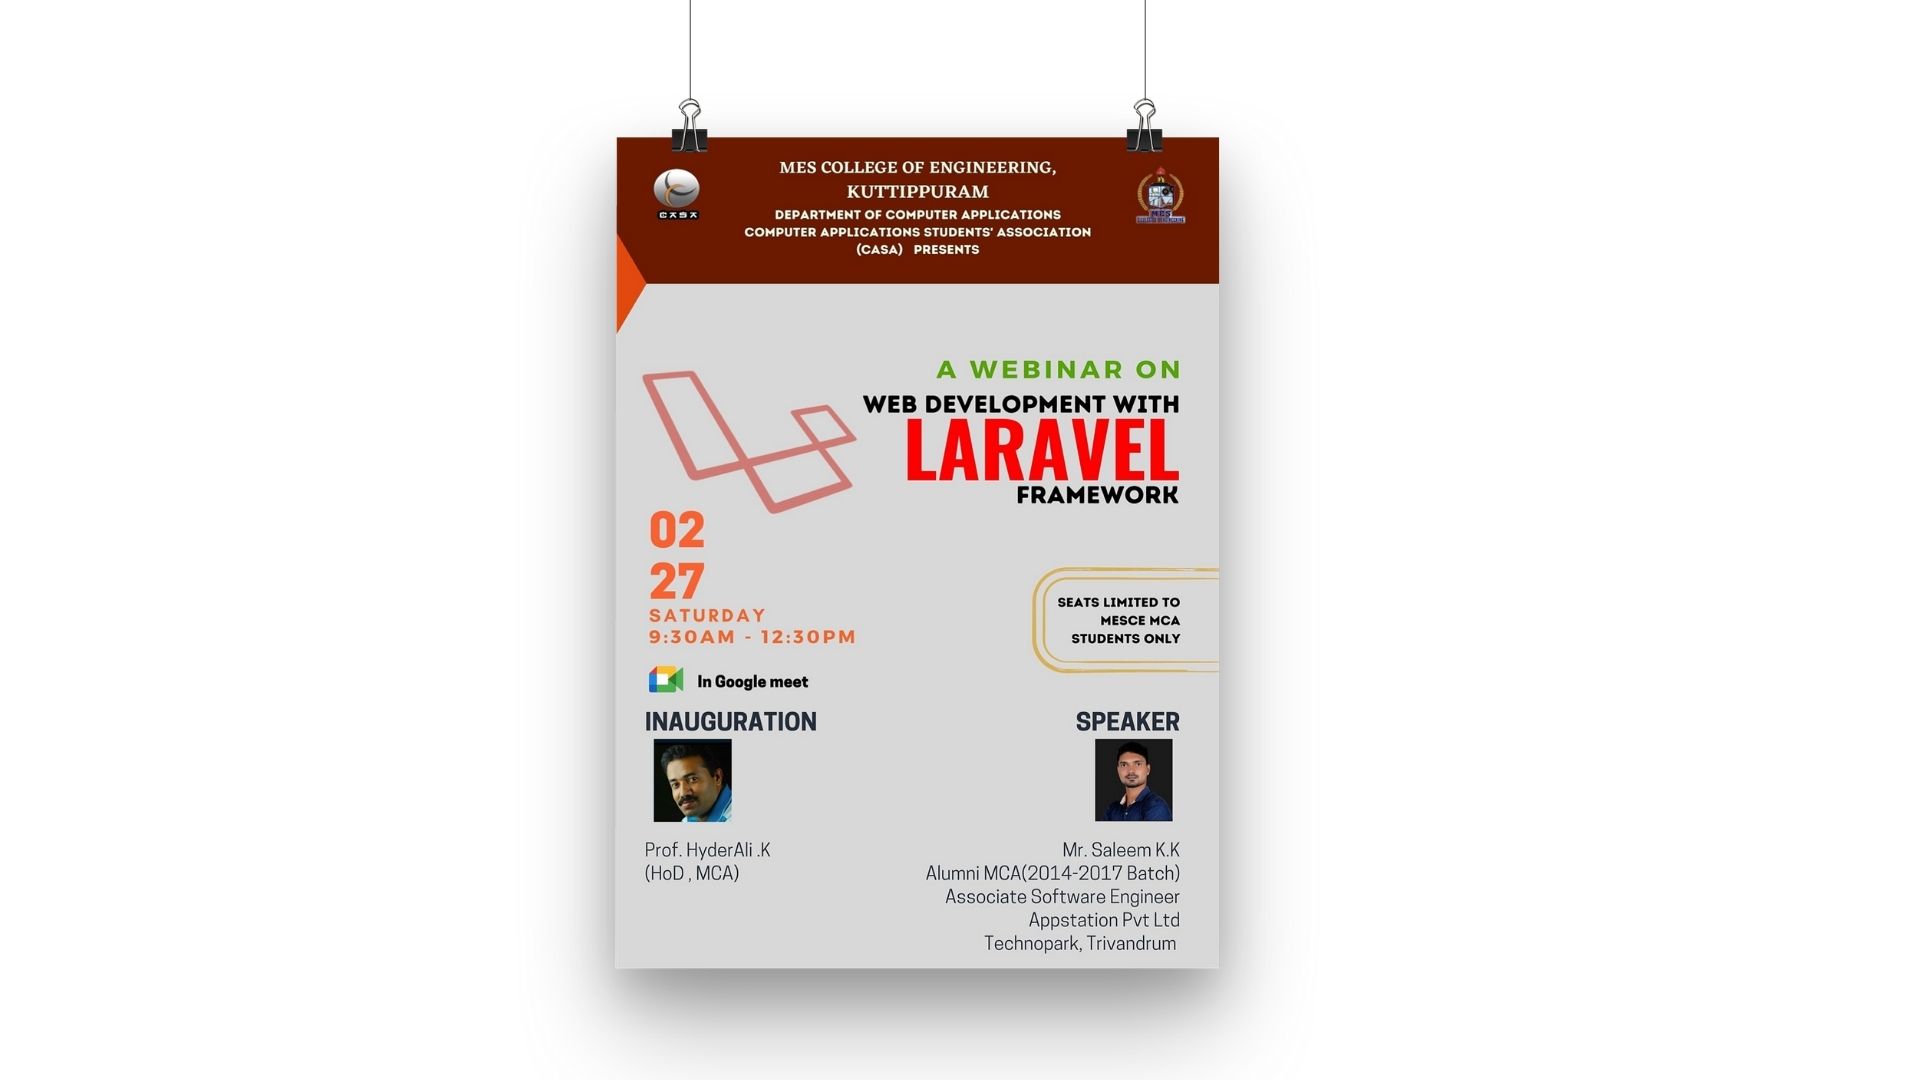 MES COLLEGE OF ENGINEERING,
KUTTIPPURAM
DEPARTMENT OF COMPUTER APPLICATIONS
COMPUTER APPLICATIONS STUDENTS' ASSOCIATION
(CASA) PRESENTS
CASA
MES
A WEBINAR ON
WEB DEVELOPMENT WITH
LARAVEL
FRAMEWORK
02
27
SATURDAY
9:30AM - 12:30PM
In Google meet
SEATS LIMITED TO
MESCE MCA
STUDENTS ONLY
INAUGURATION
Prof. HyderAli .K
(HoD , MCA)
SPEAKER
Mr. Saleem K.K
Alumni MCA(2014-2017 Batch)
Associate Software Engineer
Appstation Pvt Ltd
Technopark, Trivandrum